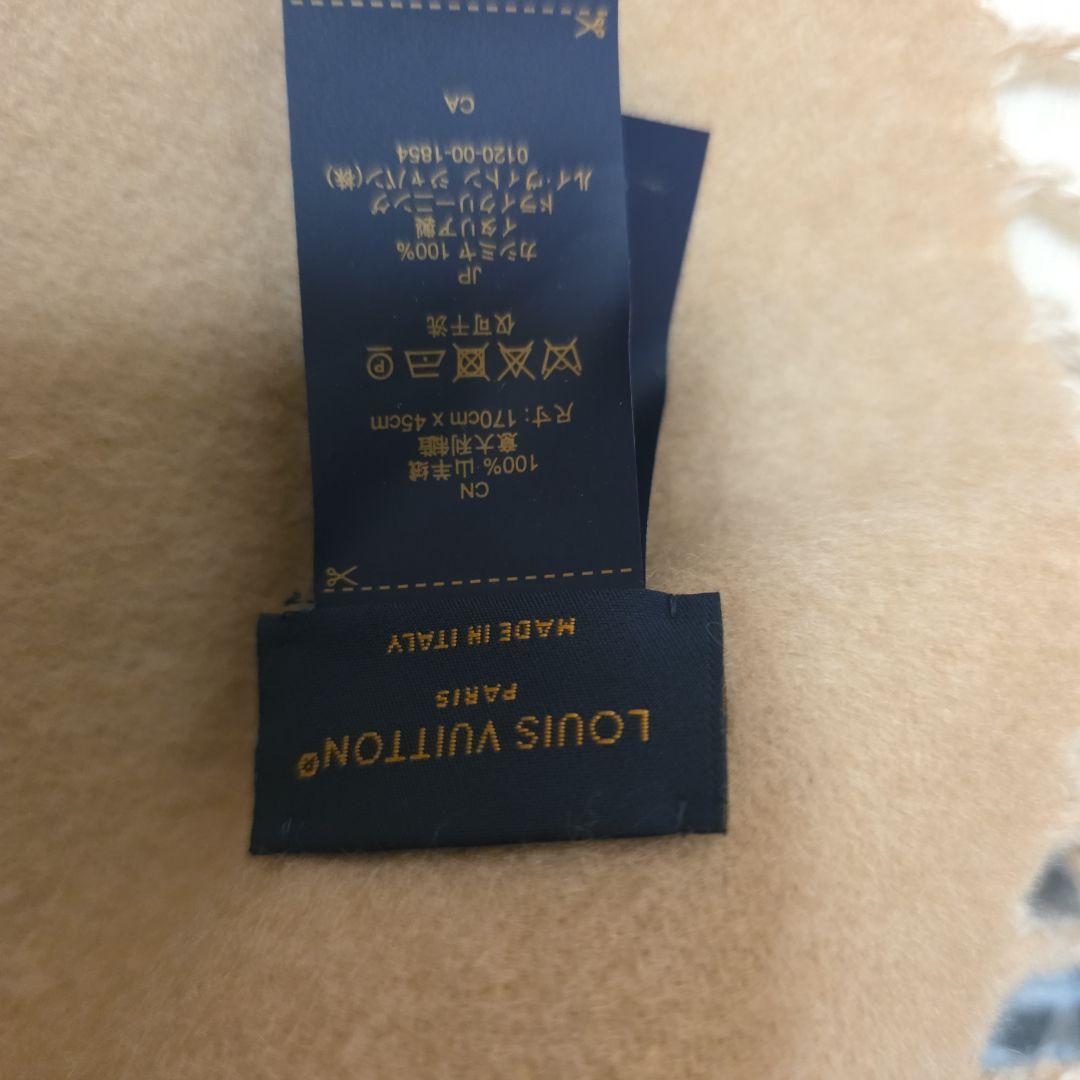 LOUIS VUITTON®
PARIS
MADE IN ITALY
CN
100% 山羊绒
意大利制
尺寸：170cm x 45cm
P
仅可干洗
JP
カシミヤ 100%
イタリア製
ドライクリーニング
ルイ·ヴィトン ジャパン(株)
0120-00-1854
CA